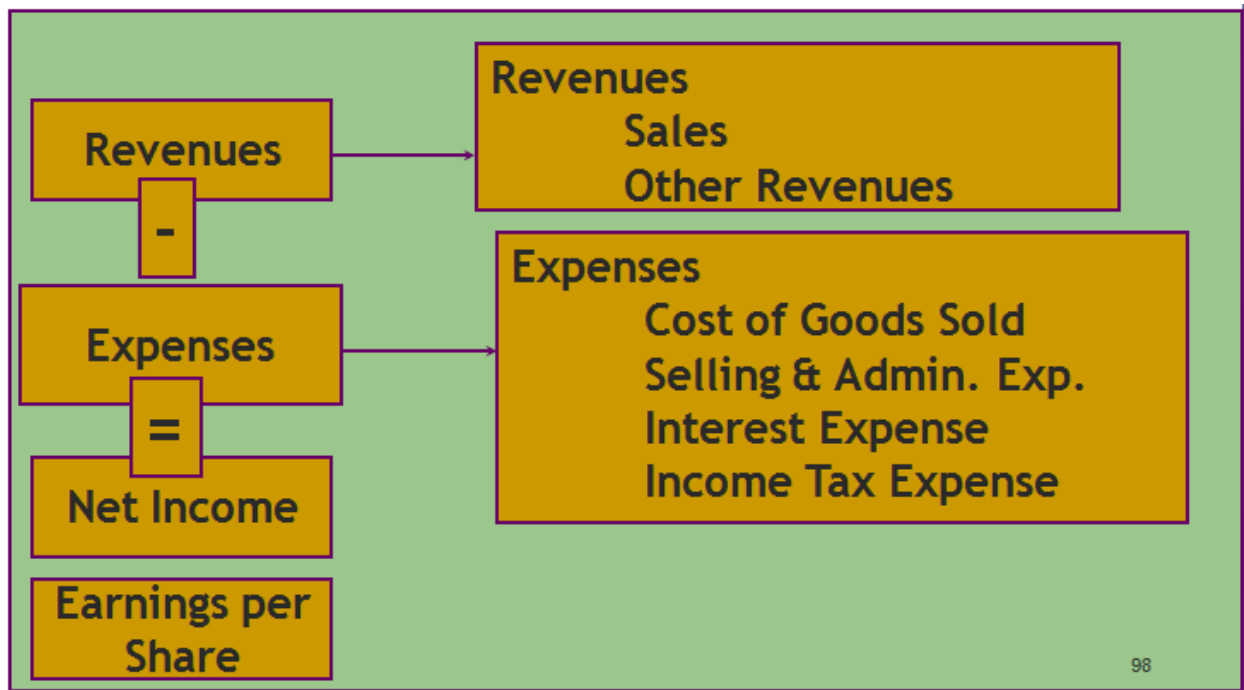 Revenues
-
Expenses
=
Net Income
Earnings per
Share
Revenues
Sales
Other Revenues
Expenses
Cost of Goods Sold
Selling & Admin. Exp.
Interest Expense
Income Tax Expense
98